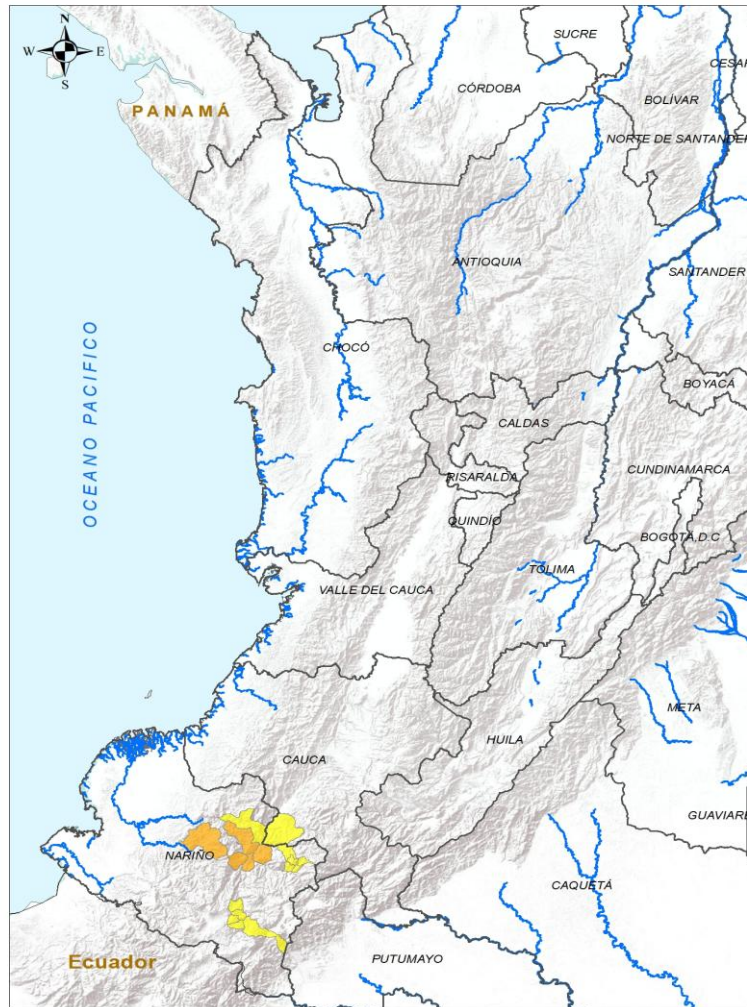 N
W E
S
SUCRE
CESAR
CÓRDOBA
BOLÍVAR
PANAMÁ
NORTE DE SANTANDER
ANTIOQUIA
SANTANDER
OCEANO PACIFICO
CHOCÓ
BOYACÁ
CALDAS
CUNDINAMARCA
RISARALDA
QUINDÍO
BOGOTÁ,D.C
TOLIMA
VALLE DEL CAUCA
META
HUILA
CAUCA
GUAVIARE
NARIÑO
CAQUETÁ
Ecuador
PUTUMAYO